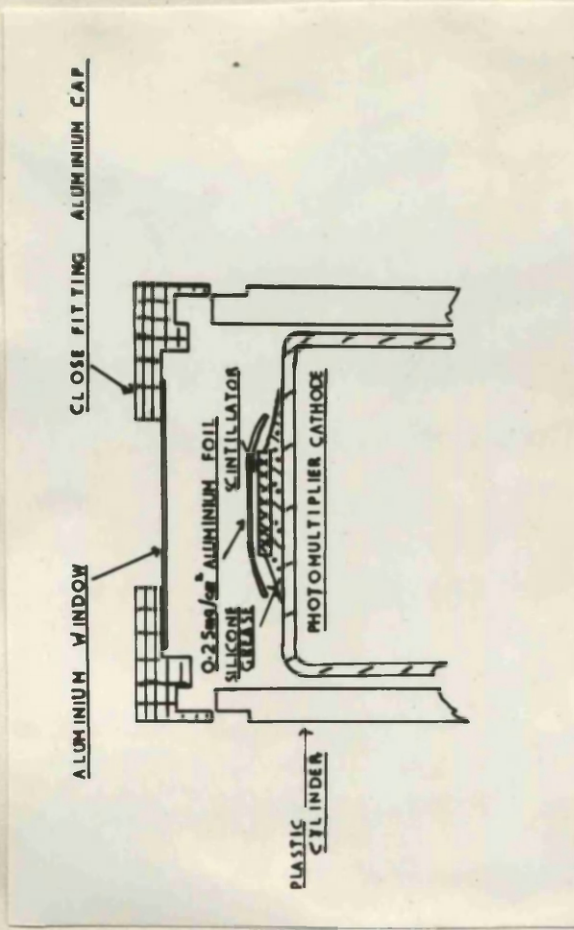 ALUMINIUM WINDOW
CLOSE FITTING ALUMINIUM CAP
0·25mg/cm² ALUMINIUM FOIL
SILICONE
GREASE
SCINTILLATOR
PLASTIC
CYLINDER
PHOTOMULTIPLIER CATHODE